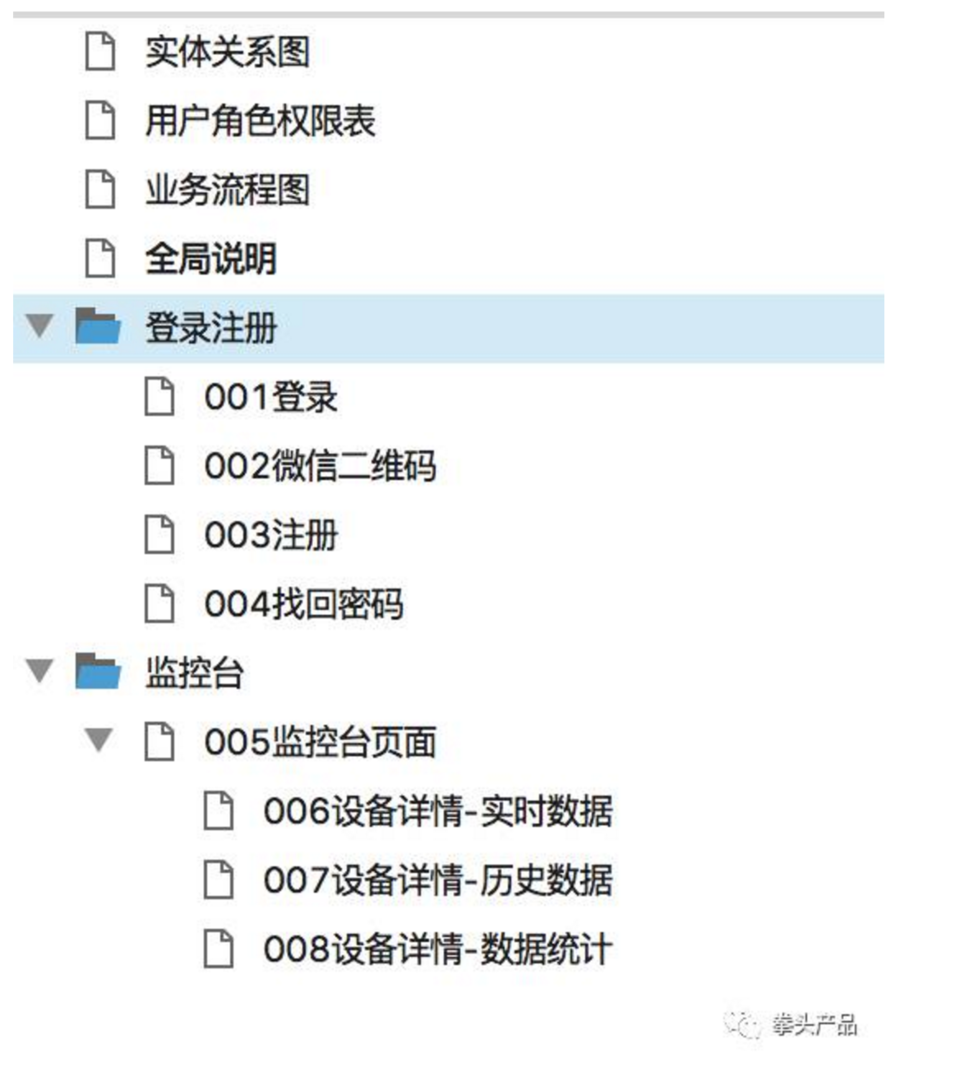 实体关系图
用户角色权限表
业务流程图
全局说明
登录注册
001登录
002微信二维码
003注册
004找回密码
监控台
005监控台页面
006设备详情-实时数据
007设备详情-历史数据
008设备详情-数据统计
拳头产品